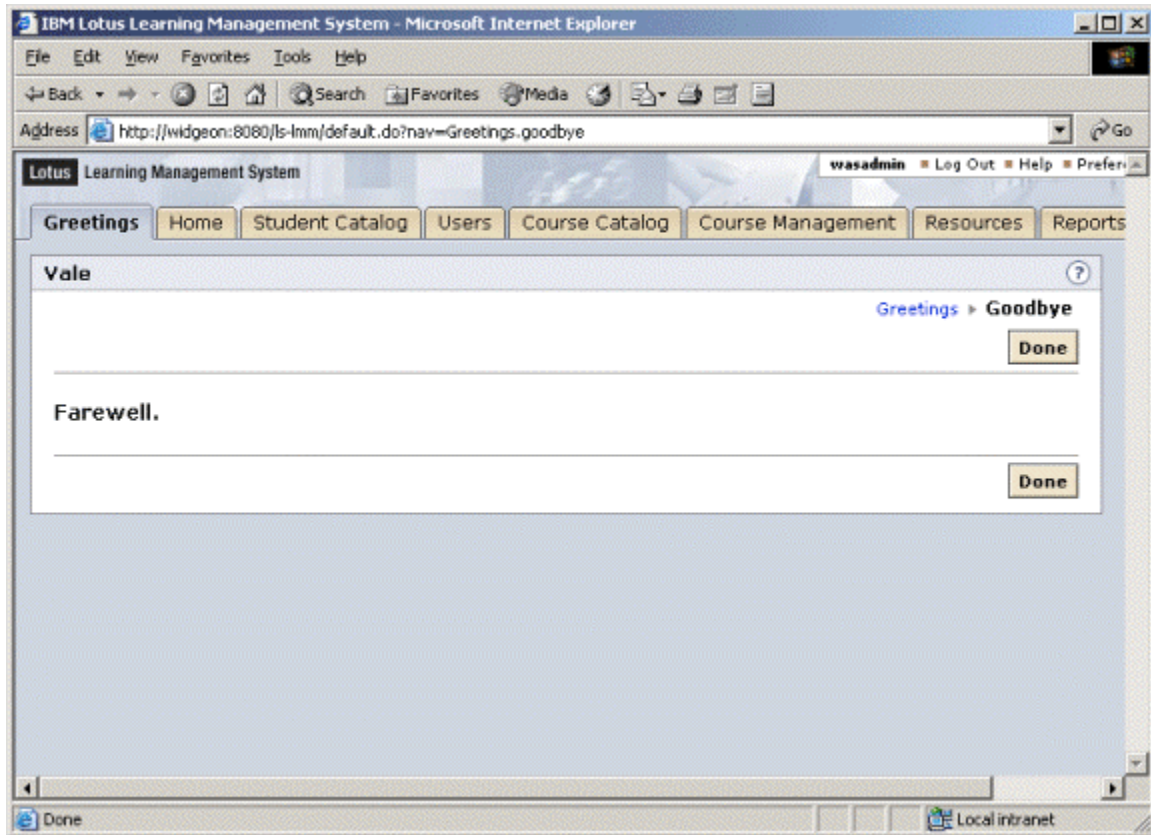 IBM Lotus Learning Management System - Microsoft Internet Explorer
File Edit View Favorites Tools Help
Back Search Favorites Media
Address http://widgeon:8080/ls-lmm/default.do?nav=Greetings.goodbye Go
Lotus Learning Management System wasadmin Log Out Help Prefer
Greetings Home Student Catalog Users Course Catalog Course Management Resources Reports
Vale ?
Greetings Goodbye
Done
Farewell.
Done
Done Local intranet